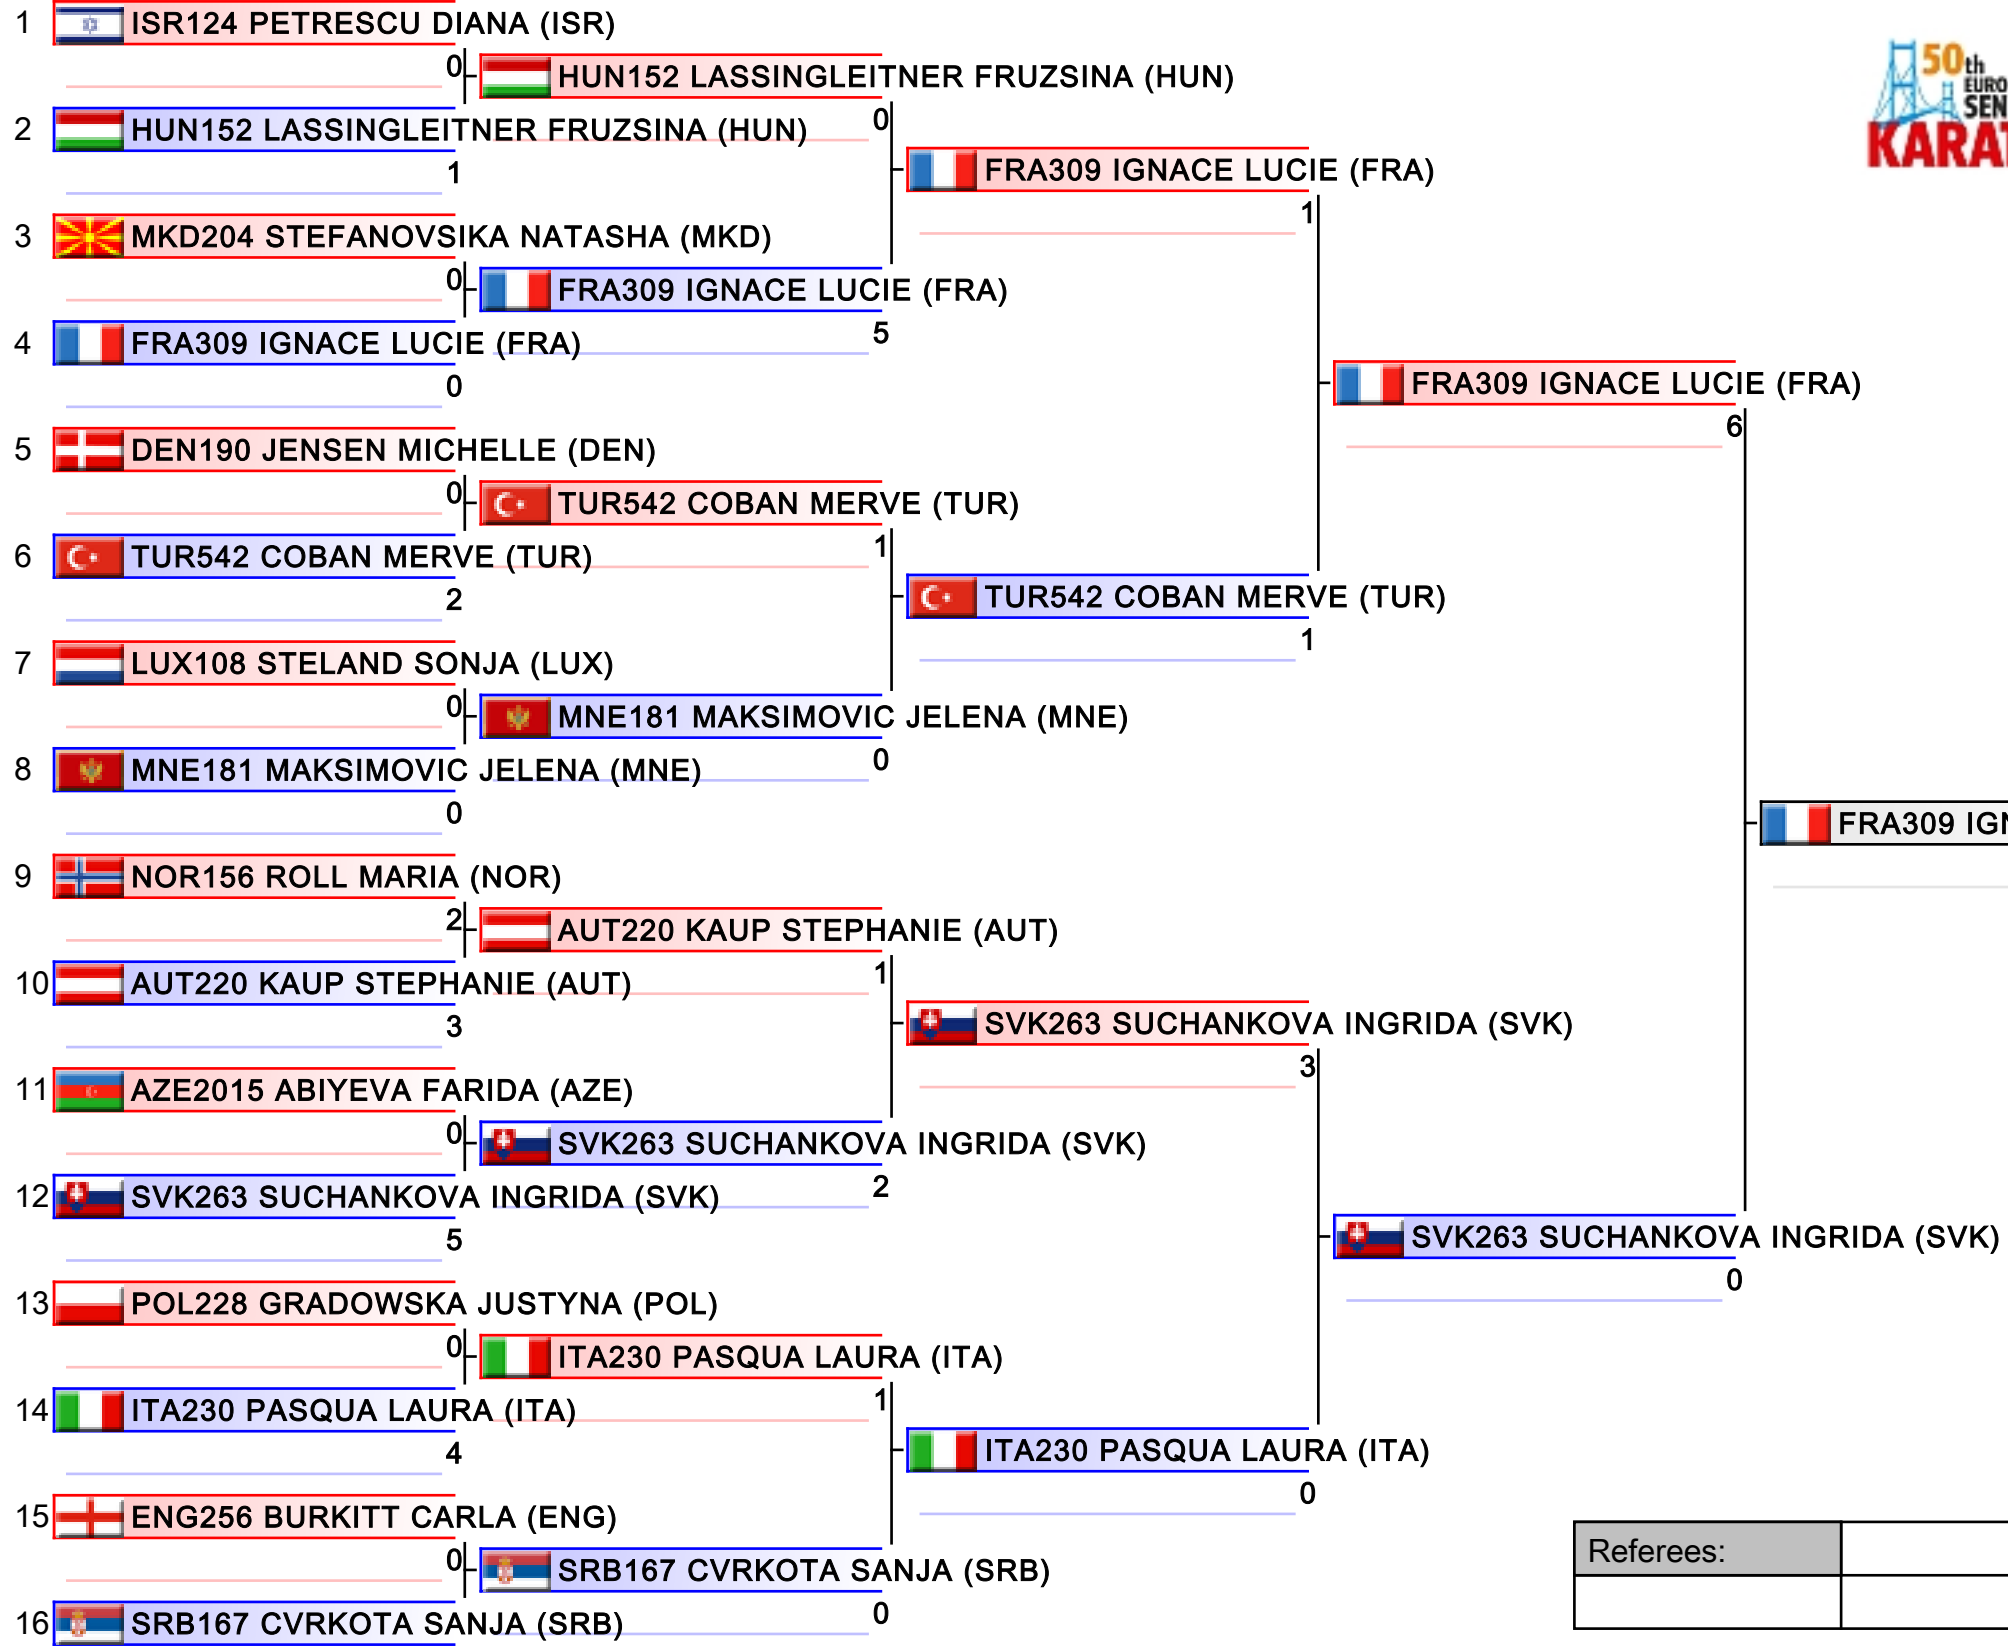 1 ISR124 PETRESCU DIANA (ISR)
0
HUN152 LASSINGLEITNER FRUZSINA (HUN)
0
2 HUN152 LASSINGLEITNER FRUZSINA (HUN)
1
FRA309 IGNACE LUCIE (FRA)
1
3 MKD204 STEFANOVSIKA NATASHA (MKD)
0
FRA309 IGNACE LUCIE (FRA)
5
4 FRA309 IGNACE LUCIE (FRA)
0
FRA309 IGNACE LUCIE (FRA)
6
5 DEN190 JENSEN MICHELLE (DEN)
0
TUR542 COBAN MERVE (TUR)
1
6 TUR542 COBAN MERVE (TUR)
2
TUR542 COBAN MERVE (TUR)
1
7 LUX108 STELAND SONJA (LUX)
0
MNE181 MAKSIMOVIC JELENA (MNE)
0
8 MNE181 MAKSIMOVIC JELENA (MNE)
0
FRA309 IGN
9 NOR156 ROLL MARIA (NOR)
2
AUT220 KAUP STEPHANIE (AUT)
1
10 AUT220 KAUP STEPHANIE (AUT)
3
SVK263 SUCHANKOVA INGRIDA (SVK)
3
11 AZE2015 ABIYEVA FARIDA (AZE)
0
SVK263 SUCHANKOVA INGRIDA (SVK)
2
12 SVK263 SUCHANKOVA INGRIDA (SVK)
5
SVK263 SUCHANKOVA INGRIDA (SVK)
0
13 POL228 GRADOWSKA JUSTYNA (POL)
0
ITA230 PASQUA LAURA (ITA)
1
14 ITA230 PASQUA LAURA (ITA)
4
ITA230 PASQUA LAURA (ITA)
0
15 ENG256 BURKITT CARLA (ENG)
0
SRB167 CVRKOTA SANJA (SRB)
0
16 SRB167 CVRKOTA SANJA (SRB)
50th
EURO
SEN
KARAT
Referees: